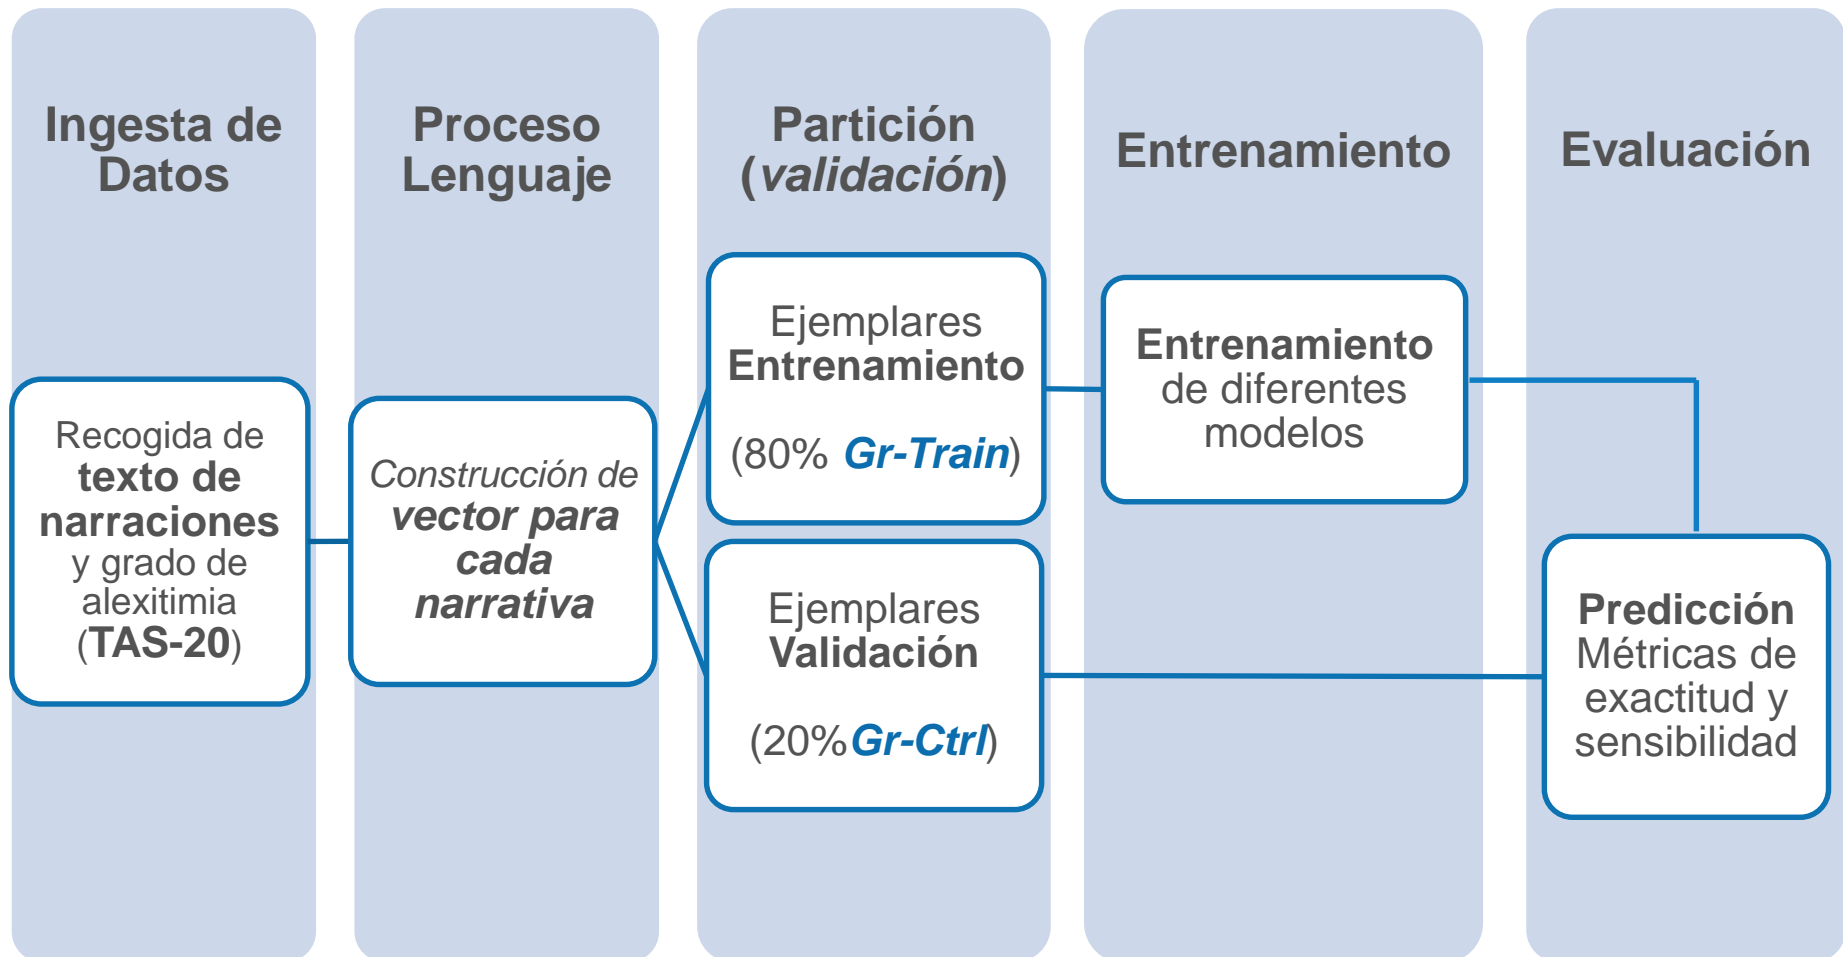 Ingesta de
Datos
Proceso
Lenguaje
Partición
(validación)
Entrenamiento
Evaluación
Recogida de
texto de
narraciones
y grado de
alexitimia
(TAS-20)
Construcción de
vector para
cada
narrativa
Ejemplares
Entrenamiento
(80% Gr-Train)
Ejemplares
Validación
(20%Gr-Ctrl)
Entrenamiento
de diferentes
modelos
Predicción
Métricas de
exactitud y
sensibilidad